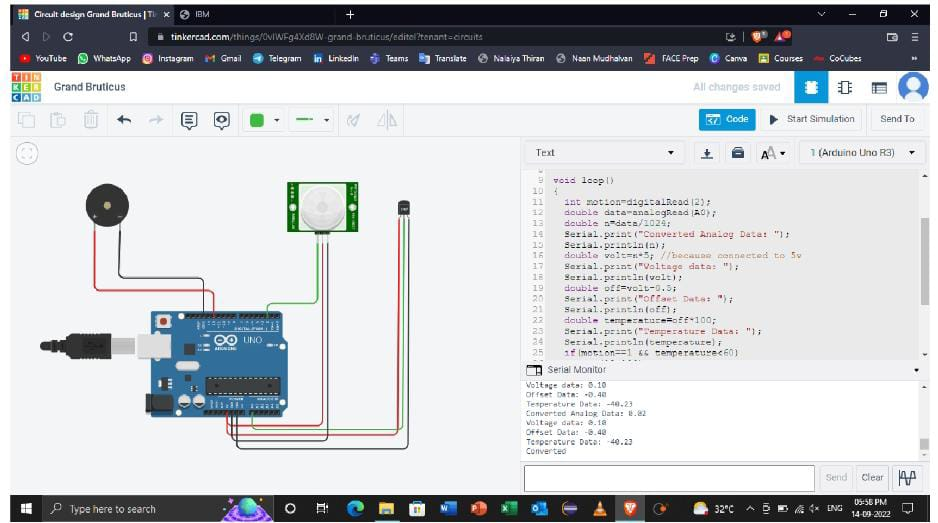 Circuit design Grand Bruticus | Ti
IBM
tinkercad.com/things/0vIWFg4Xd8W-grand-bruticus/editel?tenant=circuits
YouTube WhatsApp Instagram Gmail Telegram LinkedIn Teams Translate Nalaiya Thiran Naan Mudhalvan FACE Prep Canva Courses CoCubes
TIN
KER
CAD
Grand Bruticus
All changes saved
Code
Start Simulation
Send To
Text
1 (Arduino Uno R3)
9 void loop()
10 {
11 int motion=digitalRead(2);
12 double data=analogRead(A0);
13 double n=data/1024;
14 Serial.print("Converted Analog Data: ");
15 Serial.println(n);
16 double volt=n*5; //because connected to 5v
17 Serial.print("Voltage data: ");
18 Serial.println(volt);
19 double off=volt-0.5;
20 Serial.print("Offset Data: ");
21 Serial.println(off);
22 double temperature=off*100;
23 Serial.print("Temperature Data: ");
24 Serial.println(temperature);
25 if(motion==1 && temperature<60)
UNO
ARDUINO
Serial Monitor
Voltage data: 0.10
Offset Data: -0.40
Temperature Data: -40.23
Converted Analog Data: 0.02
Voltage data: 0.10
Offset Data: -0.40
Temperature Data: -40.23
Converted
Send
Clear
Type here to search
32°C
ENG
05:58 PM
14-09-2022